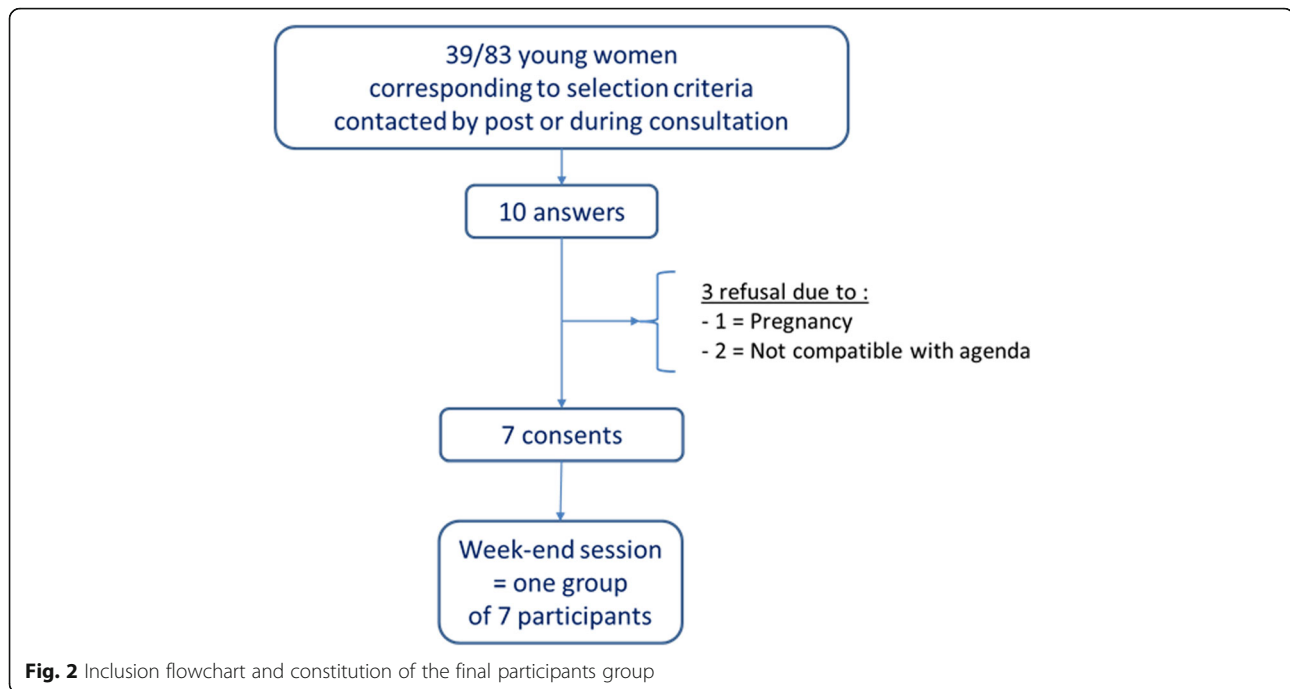 39/83 young women
corresponding to selection criteria
contacted by post or during consultation
10 answers
3 refusal due to :
- 1 = Pregnancy
- 2 = Not compatible with agenda
7 consents
Week-end session
= one group
of 7 participants
Fig. 2 Inclusion flowchart and constitution of the final participants group